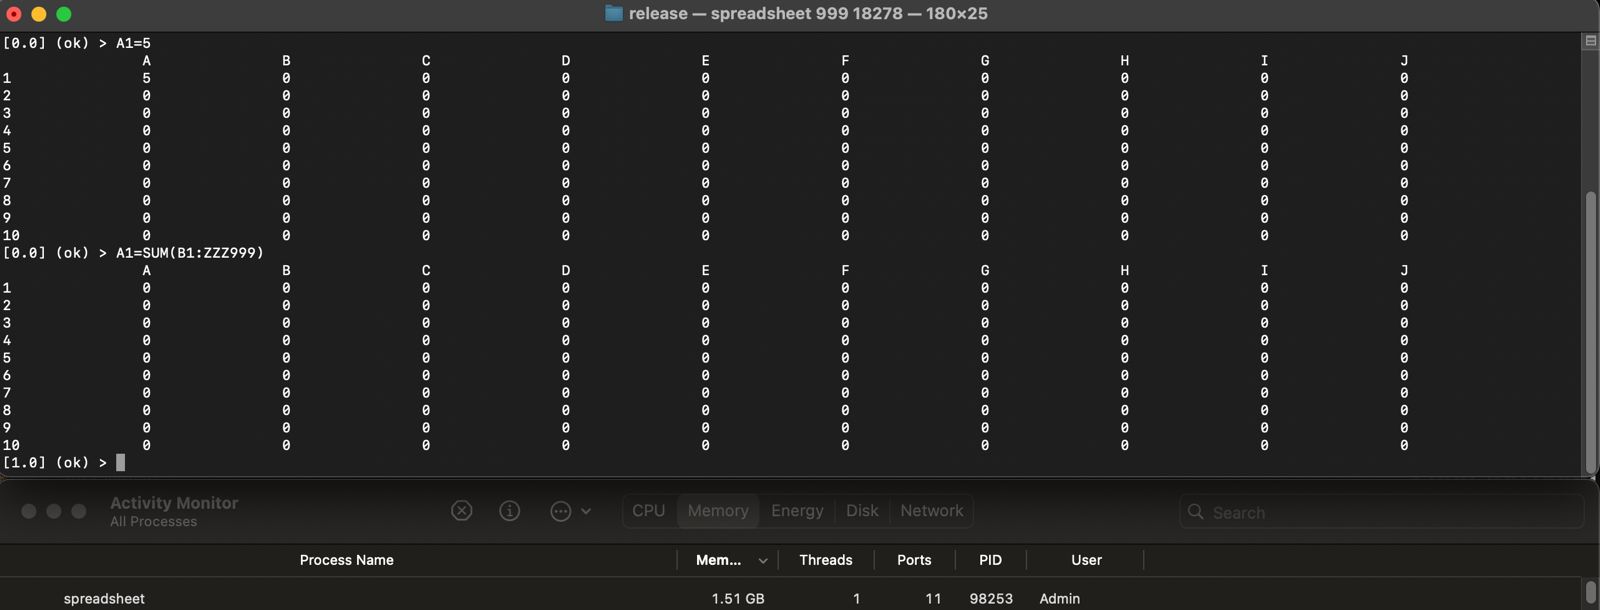 release — spreadsheet 999 18278 — 180×25
[0.0] (ok) > A1=5
A B C D E F G H I J
1 5 0 0 0 0 0 0 0 0 0
2 0 0 0 0 0 0 0 0 0 0
3 0 0 0 0 0 0 0 0 0 0
4 0 0 0 0 0 0 0 0 0 0
5 0 0 0 0 0 0 0 0 0 0
6 0 0 0 0 0 0 0 0 0 0
7 0 0 0 0 0 0 0 0 0 0
8 0 0 0 0 0 0 0 0 0 0
9 0 0 0 0 0 0 0 0 0 0
10 0 0 0 0 0 0 0 0 0 0
[0.0] (ok) > A1=SUM(B1:ZZZ999)
A B C D E F G H I J
1 0 0 0 0 0 0 0 0 0 0
2 0 0 0 0 0 0 0 0 0 0
3 0 0 0 0 0 0 0 0 0 0
4 0 0 0 0 0 0 0 0 0 0
5 0 0 0 0 0 0 0 0 0 0
6 0 0 0 0 0 0 0 0 0 0
7 0 0 0 0 0 0 0 0 0 0
8 0 0 0 0 0 0 0 0 0 0
9 0 0 0 0 0 0 0 0 0 0
10 0 0 0 0 0 0 0 0 0 0
[1.0] (ok) >
Activity Monitor
All Processes
CPU Memory Energy Disk Network
Search
Process Name Mem... Threads Ports PID User
spreadsheet 1.51 GB 1 11 98253 Admin